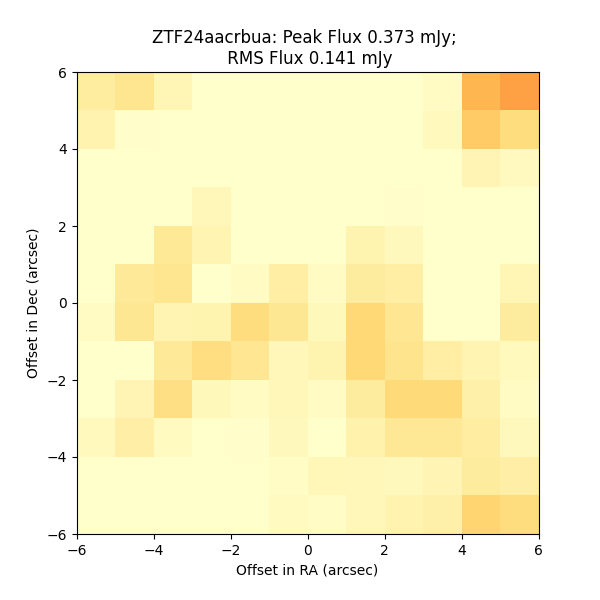 ZTF24aacrbua: Peak Flux 0.373 mJy;
RMS Flux 0.141 mJy
6
4
2
0
−2
−4
−6
Offset in Dec (arcsec)
−6 −4 −2 0 2 4 6
Offset in RA (arcsec)